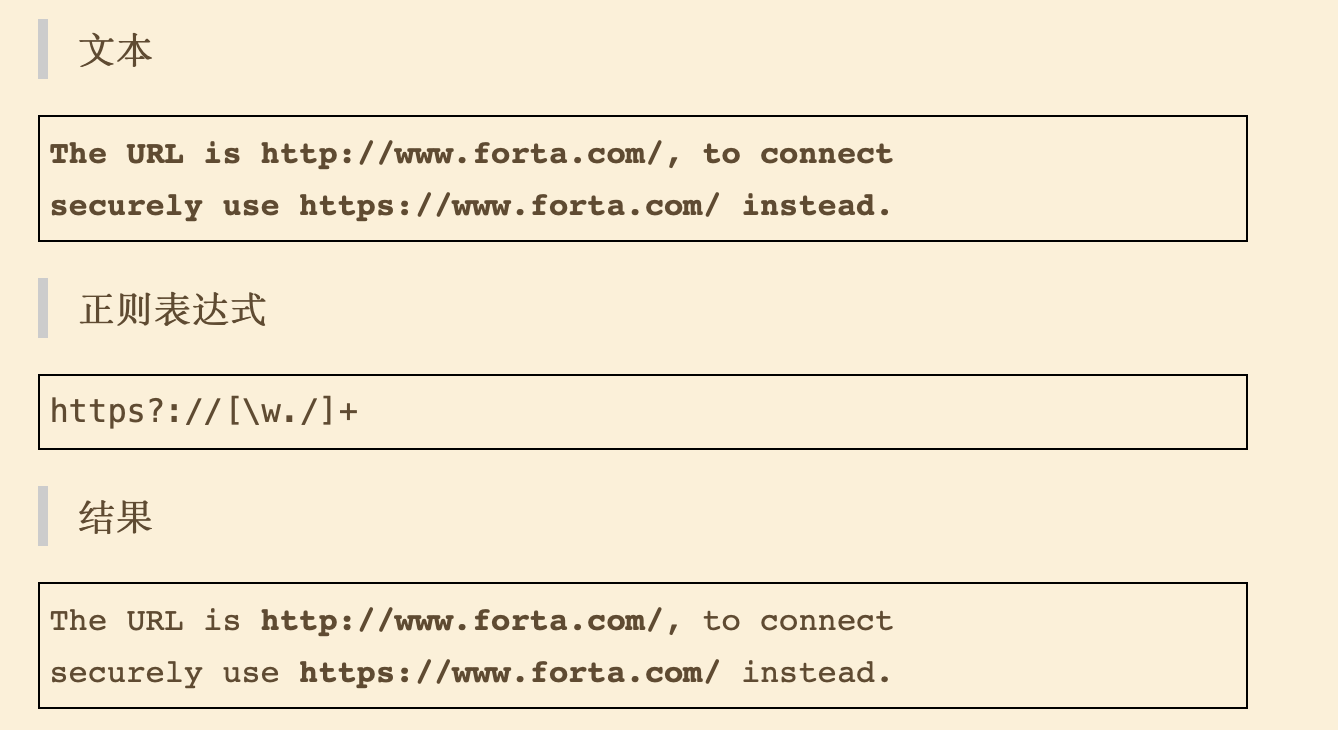 文本
The URL is http://www.forta.com/, to connect
securely use https://www.forta.com/ instead.
正则表达式
https?://[\w./]+
结果
The URL is http://www.forta.com/, to connect
securely use https://www.forta.com/ instead.